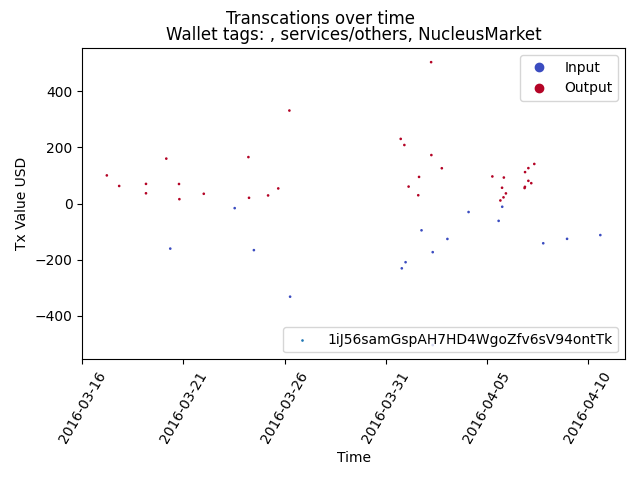 Transcations over time
Wallet tags: , services/others, NucleusMarket
Input
Output
400
200
0
−200
−400
Tx Value USD
1iJ56samGspAH7HD4WgoZfv6sV94ontTk
2016-03-16
2016-03-21
2016-03-26
2016-03-31
2016-04-05
2016-04-10
Time